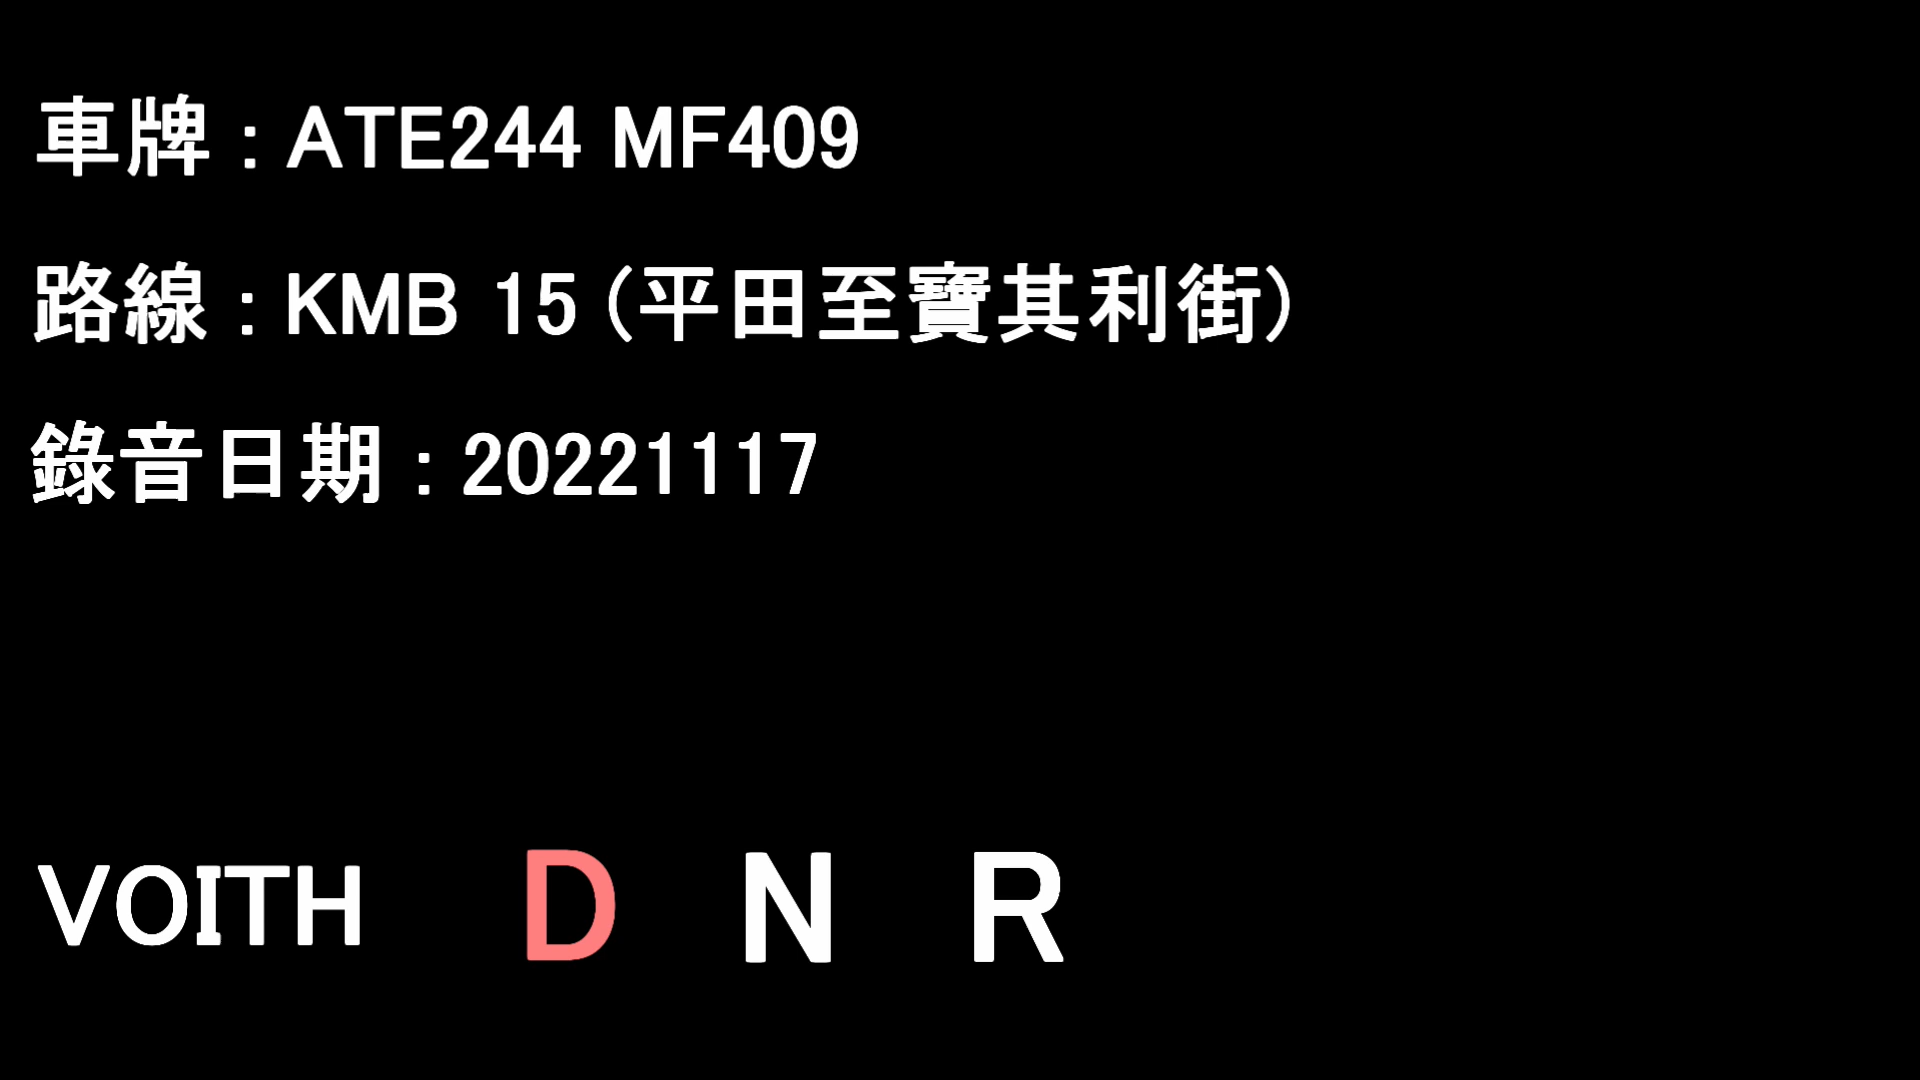 車牌 : ATE244 MF409
路線 : KMB 15 (平田至寶其利街)
錄音日期 : 20221117
VOITH D N R